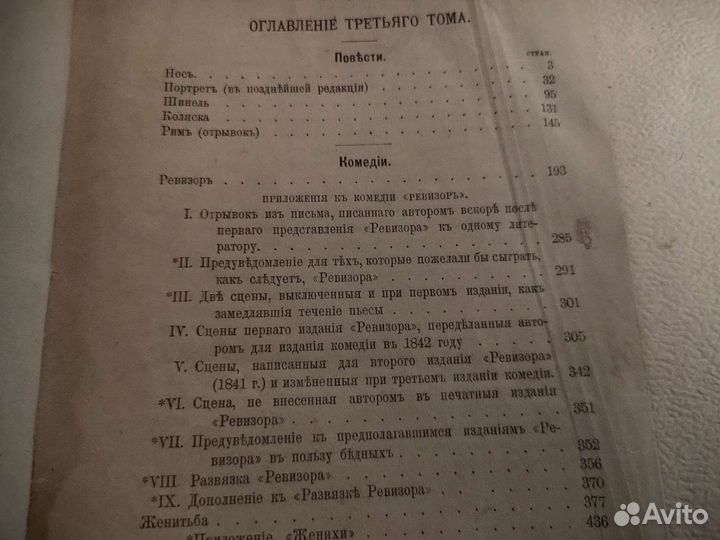 ОГЛАВЛЕНІЕ ТРЕТЬЯГО ТОМА.
Повѣсти.
СТРАН.
Носъ. . . . . . . . . . . . . . . . . . . . 3
Портретъ (въ позднѣйшей редакціи) . . . . . . . . . . 32
Шинель . . . . . . . . . . . . . . . . . . . 95
Коляска . . . . . . . . . . . . . . . . . . . 131
Римъ (отрывокъ) . . . . . . . . . . . . . . . . 145
Комедіи.
Ревизоръ . . . . . . . . . . . . . . . . . . . 193
ПРИЛОЖЕНІЯ КЪ КОМЕДІИ «РЕВИЗОРЪ».
I. Отрывокъ изъ письма, писаннаго авторомъ вскорѣ послѣ
перваго представленія «Ревизора» къ одному лите-
ратору. . . . . . . . . . . . . . . . . 285
*II. Предувѣдомленіе для тѣхъ, которые пожелали бы сыграть,
какъ слѣдуетъ, «Ревизора» . . . . . . . . . . 291
*III. Двѣ сцены, выключенныя и при первомъ изданіи, какъ
замедлявшія теченіе пьесы . . . . . . . . . . 301
IV. Сцены перваго изданія «Ревизора», передѣланныя авто-
ромъ для изданія комедіи въ 1842 году . . . . . . 305
V. Сцены, написанныя для второго изданія «Ревизора»
(1841 г.) и измѣненныя при третьемъ изданіи комедіи. 342
*VI. Сцена, не внесенная авторомъ въ печатныя изданія
«Ревизора» . . . . . . . . . . . . . . . 351
*VII. Предувѣдомленіе къ предполагавшимся изданіямъ «Ре-
визора» въ пользу бѣдныхъ . . . . . . . . . . 352
*VIII. Развязка «Ревизора» . . . . . . . . . . . . 356
*IX. Дополненіе къ «Развязкѣ Ревизора» . . . . . . . 370
Женитьба . . . . . . . . . . . . . . . . . . 377
*Приложеніе. «Женихи» . . . . . . . . . . . . 436
Avito